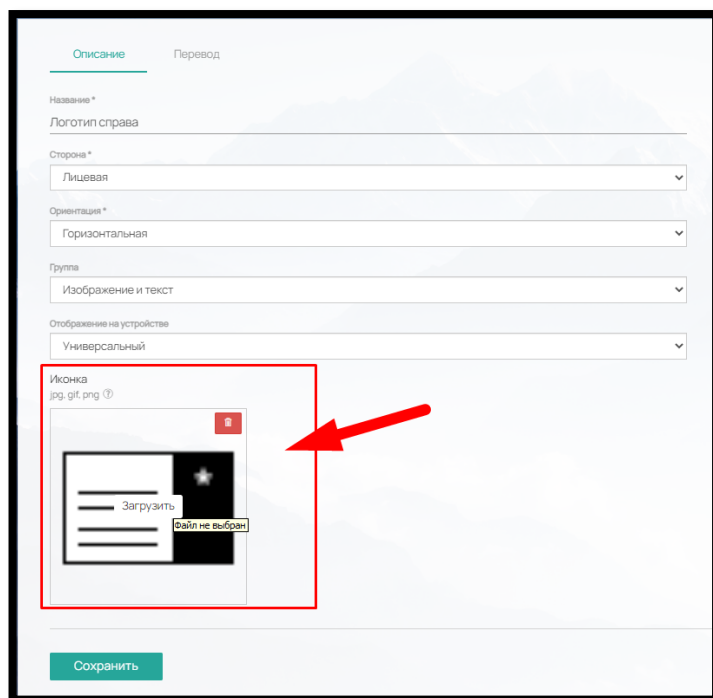 Описание Перевод
Название *
Логотип справа
Сторона *
Лицевая
Ориентация *
Горизонтальная
Группа
Изображение и текст
Отображение на устройстве
Универсальный
Иконка
jpg, gif, png ?
Загрузить
Файл не выбран
Сохранить